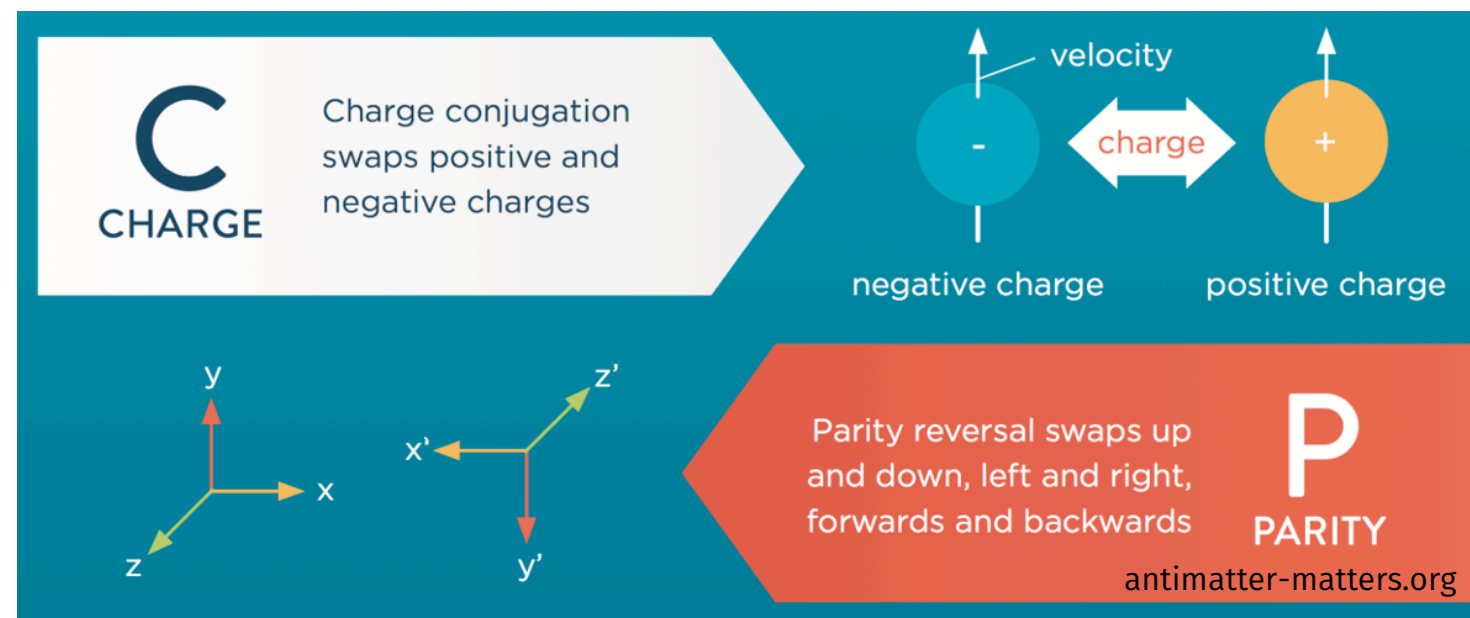 C
CHARGE
Charge conjugation
swaps positive and
negative charges
velocity
-
charge
+
negative charge
positive charge
y
x
z
z’
x’
y’
Parity reversal swaps up
and down, left and right,
forwards and backwards
P
PARITY
antimatter-matters.org